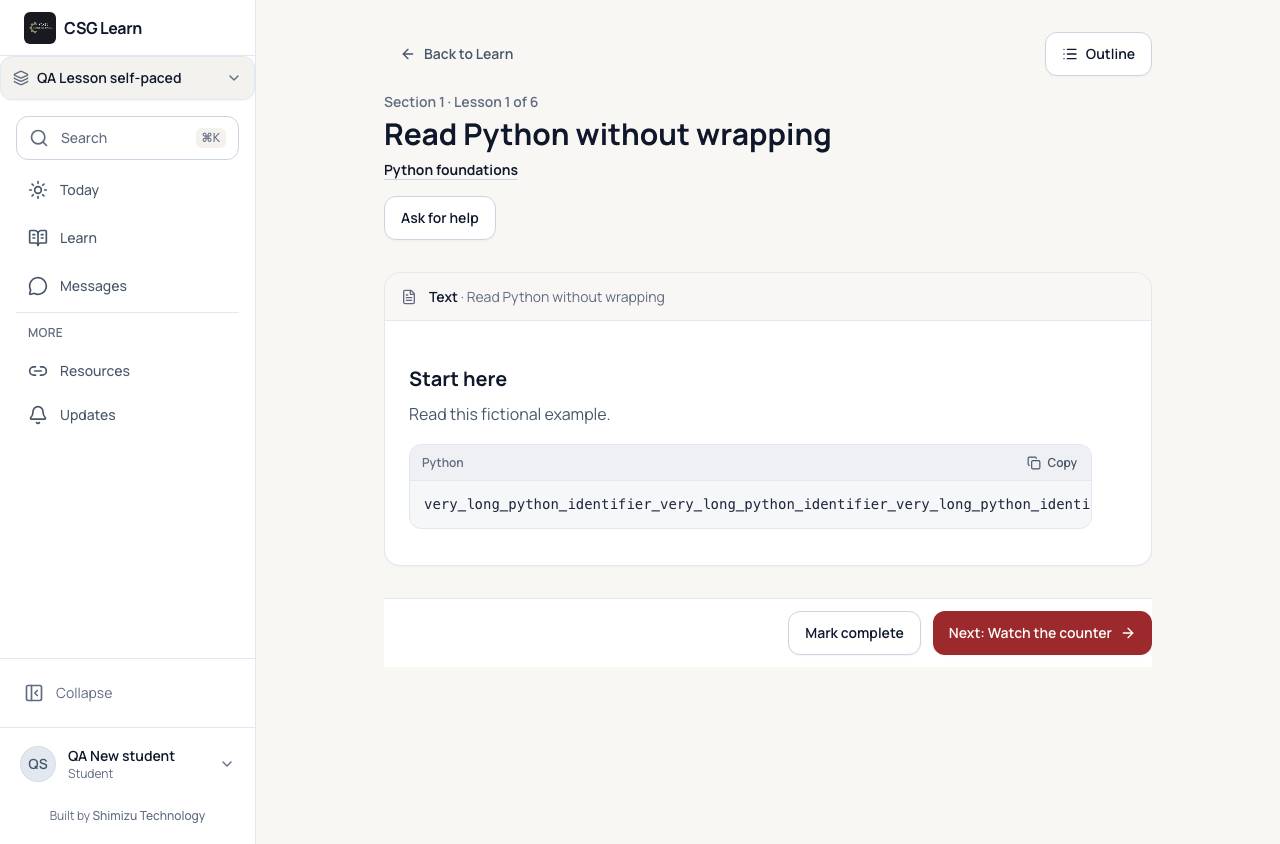 CSG Learn
QA Lesson self-paced
Search ⌘K
Today
Learn
Messages
MORE
Resources
Updates
Collapse
QS
QA New student
Student
Built by Shimizu Technology
Back to Learn
Outline
Section 1 · Lesson 1 of 6
Read Python without wrapping
Python foundations
Ask for help
Text · Read Python without wrapping
Start here
Read this fictional example.
Python
Copy
very_long_python_identifier_very_long_python_identifier_very_long_python_identi
Mark complete
Next: Watch the counter